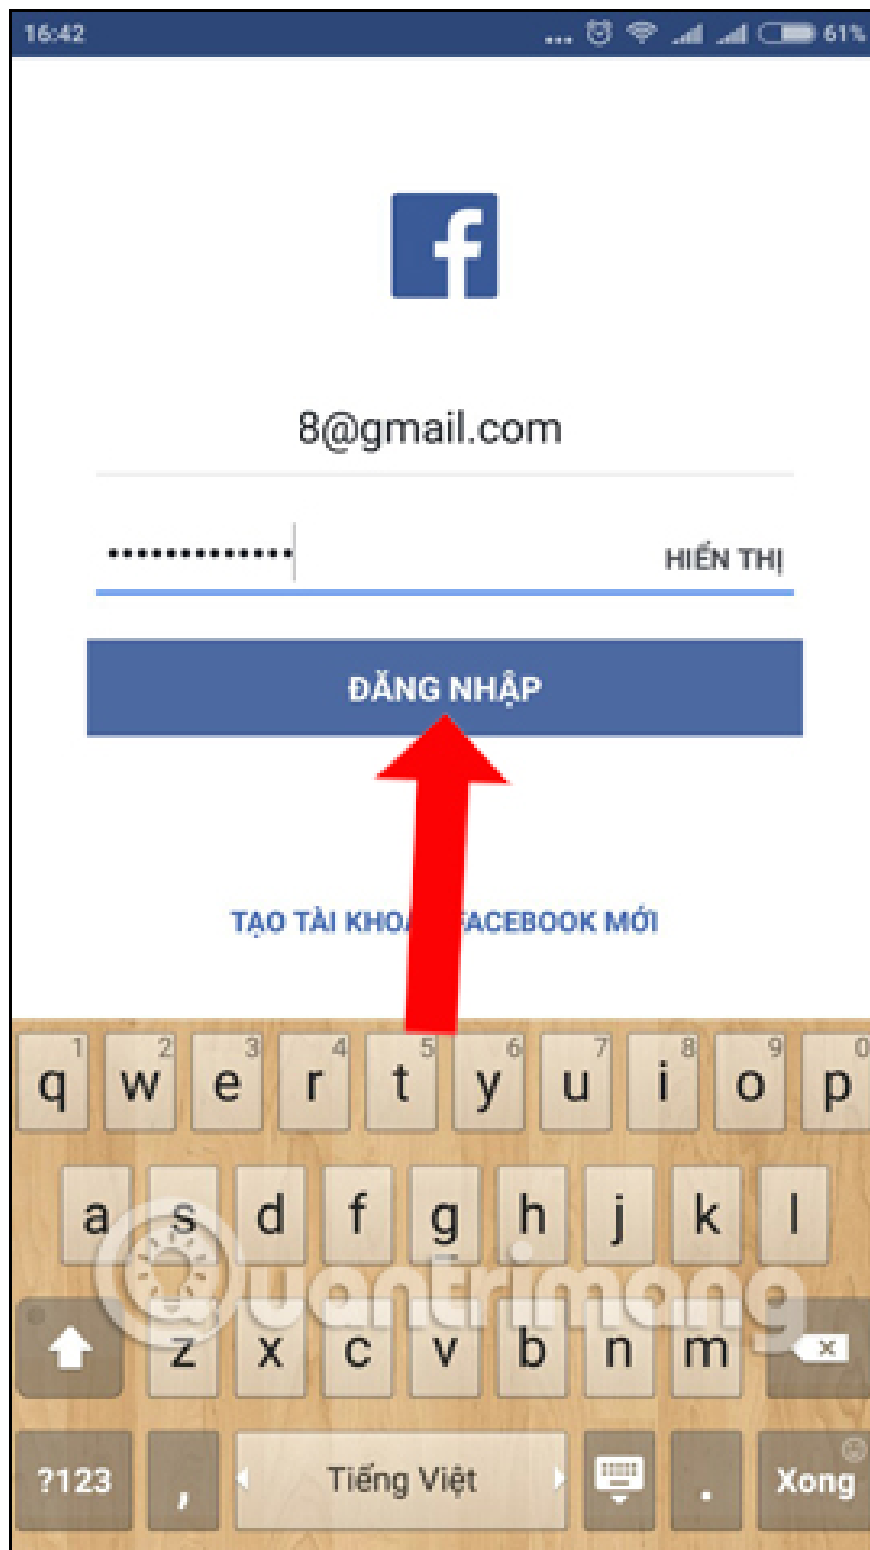 16:42
... 61%
f
8@gmail.com
••••••••••••• HIỂN THỊ
ĐĂNG NHẬP
TẠO TÀI FACEBOOK MỚI
1 2 3 4 5 6 7 8 9 0
q w e r t y u i o p
a s d f g h j k l
Quantrimang
z x c v b n m
?123 , Tiếng Việt . Xong